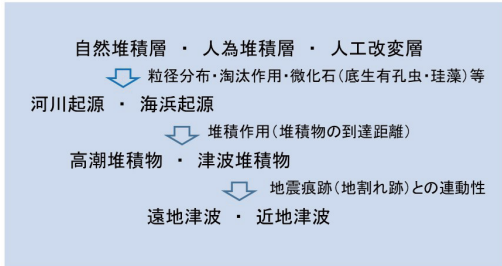 自然堆積層 ・ 人為堆積層 ・ 人工改変層
粒径分布・淘汰作用・微化石(底生有孔虫・珪藻)等
河川起源 ・ 海浜起源
堆積作用(堆積物の到達距離)
高潮堆積物 ・ 津波堆積物
地震痕跡(地割れ跡)との連動性
遠地津波 ・ 近地津波